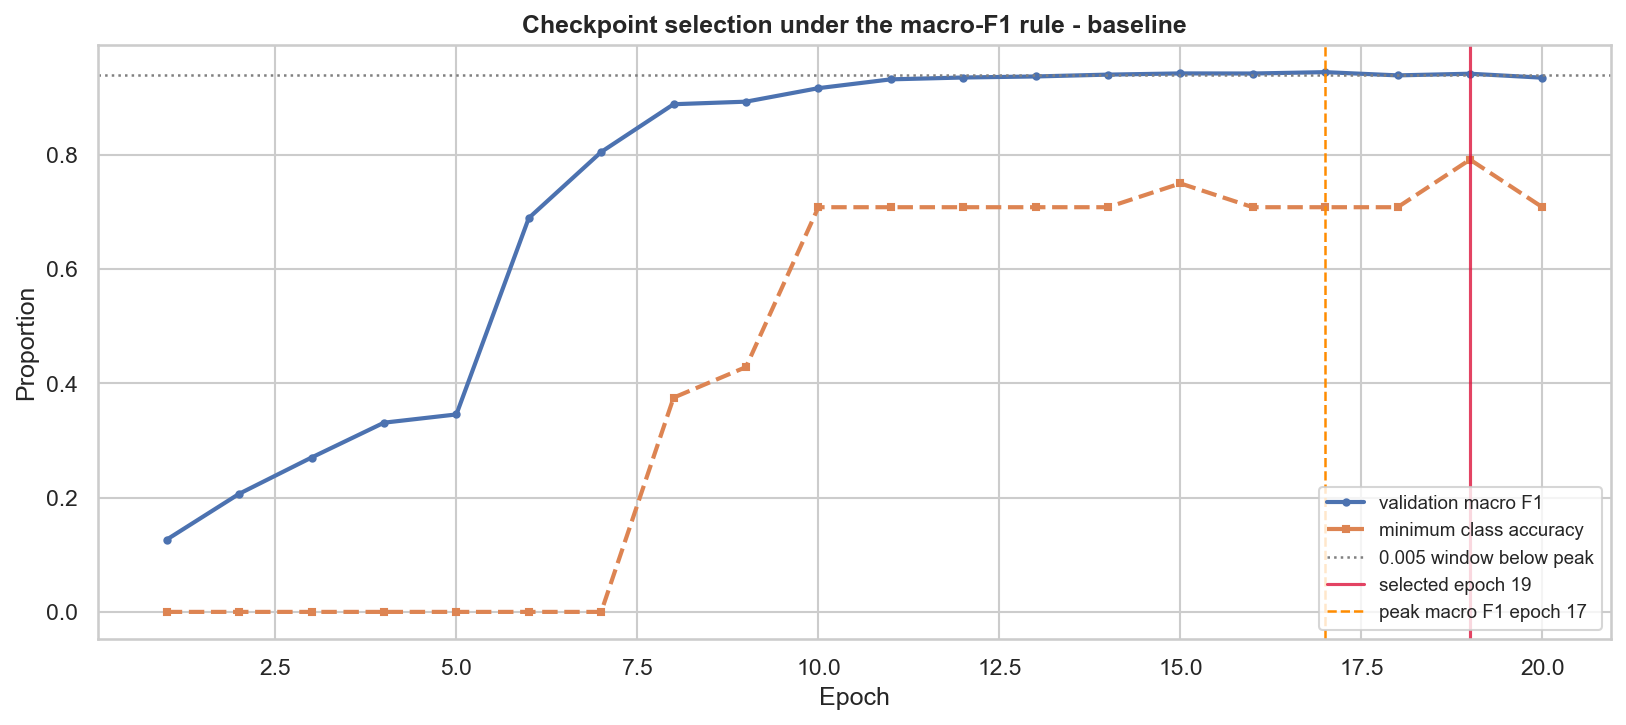 Checkpoint selection under the macro-F1 rule - baseline
Proportion
0.8
0.6
0.4
0.2
0.0
2.5
5.0
7.5
10.0
12.5
15.0
17.5
20.0
Epoch
validation macro F1
minimum class accuracy
0.005 window below peak
selected epoch 19
peak macro F1 epoch 17